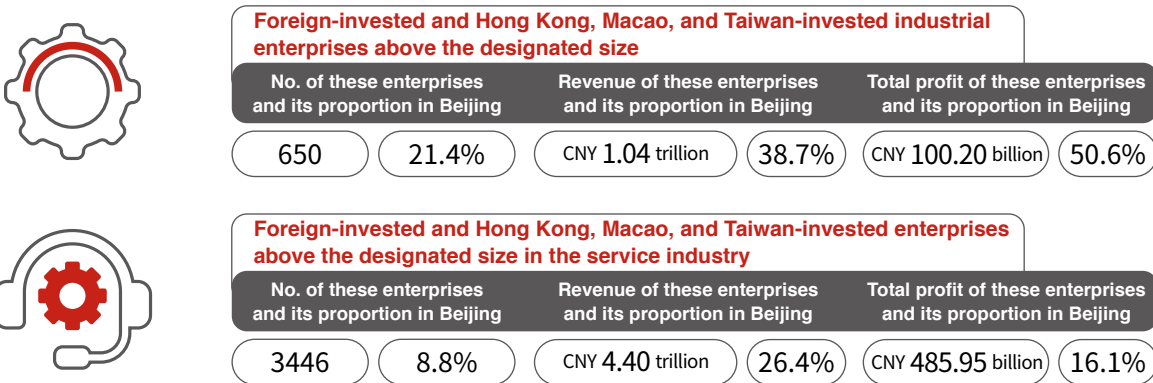 Foreign-invested and Hong Kong, Macao, and Taiwan-invested industrial
enterprises above the designated size
No. of these enterprises
and its proportion in Beijing
Revenue of these enterprises
and its proportion in Beijing
Total profit of these enterprises
and its proportion in Beijing
650 21.4% CNY 1.04 trillion 38.7% CNY 100.20 billion 50.6%
Foreign-invested and Hong Kong, Macao, and Taiwan-invested enterprises
above the designated size in the service industry
No. of these enterprises
and its proportion in Beijing
Revenue of these enterprises
and its proportion in Beijing
Total profit of these enterprises
and its proportion in Beijing
3446 8.8% CNY 4.40 trillion 26.4% CNY 485.95 billion 16.1%